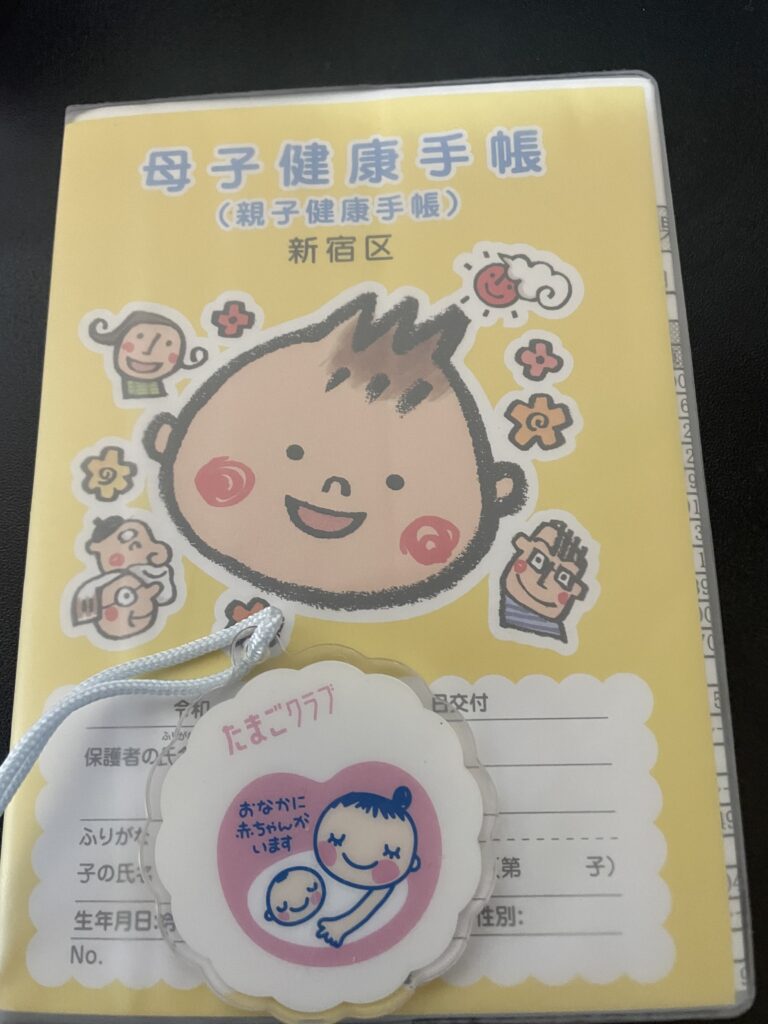 母子健康手帳
(親子健康手帳)
新宿区
令和
日交付
保護者の氏
ふりがな
子の氏名
(第 子)
生年月日:
性別:
No.
たまごクラブ
おなかに
赤ちゃんが
います